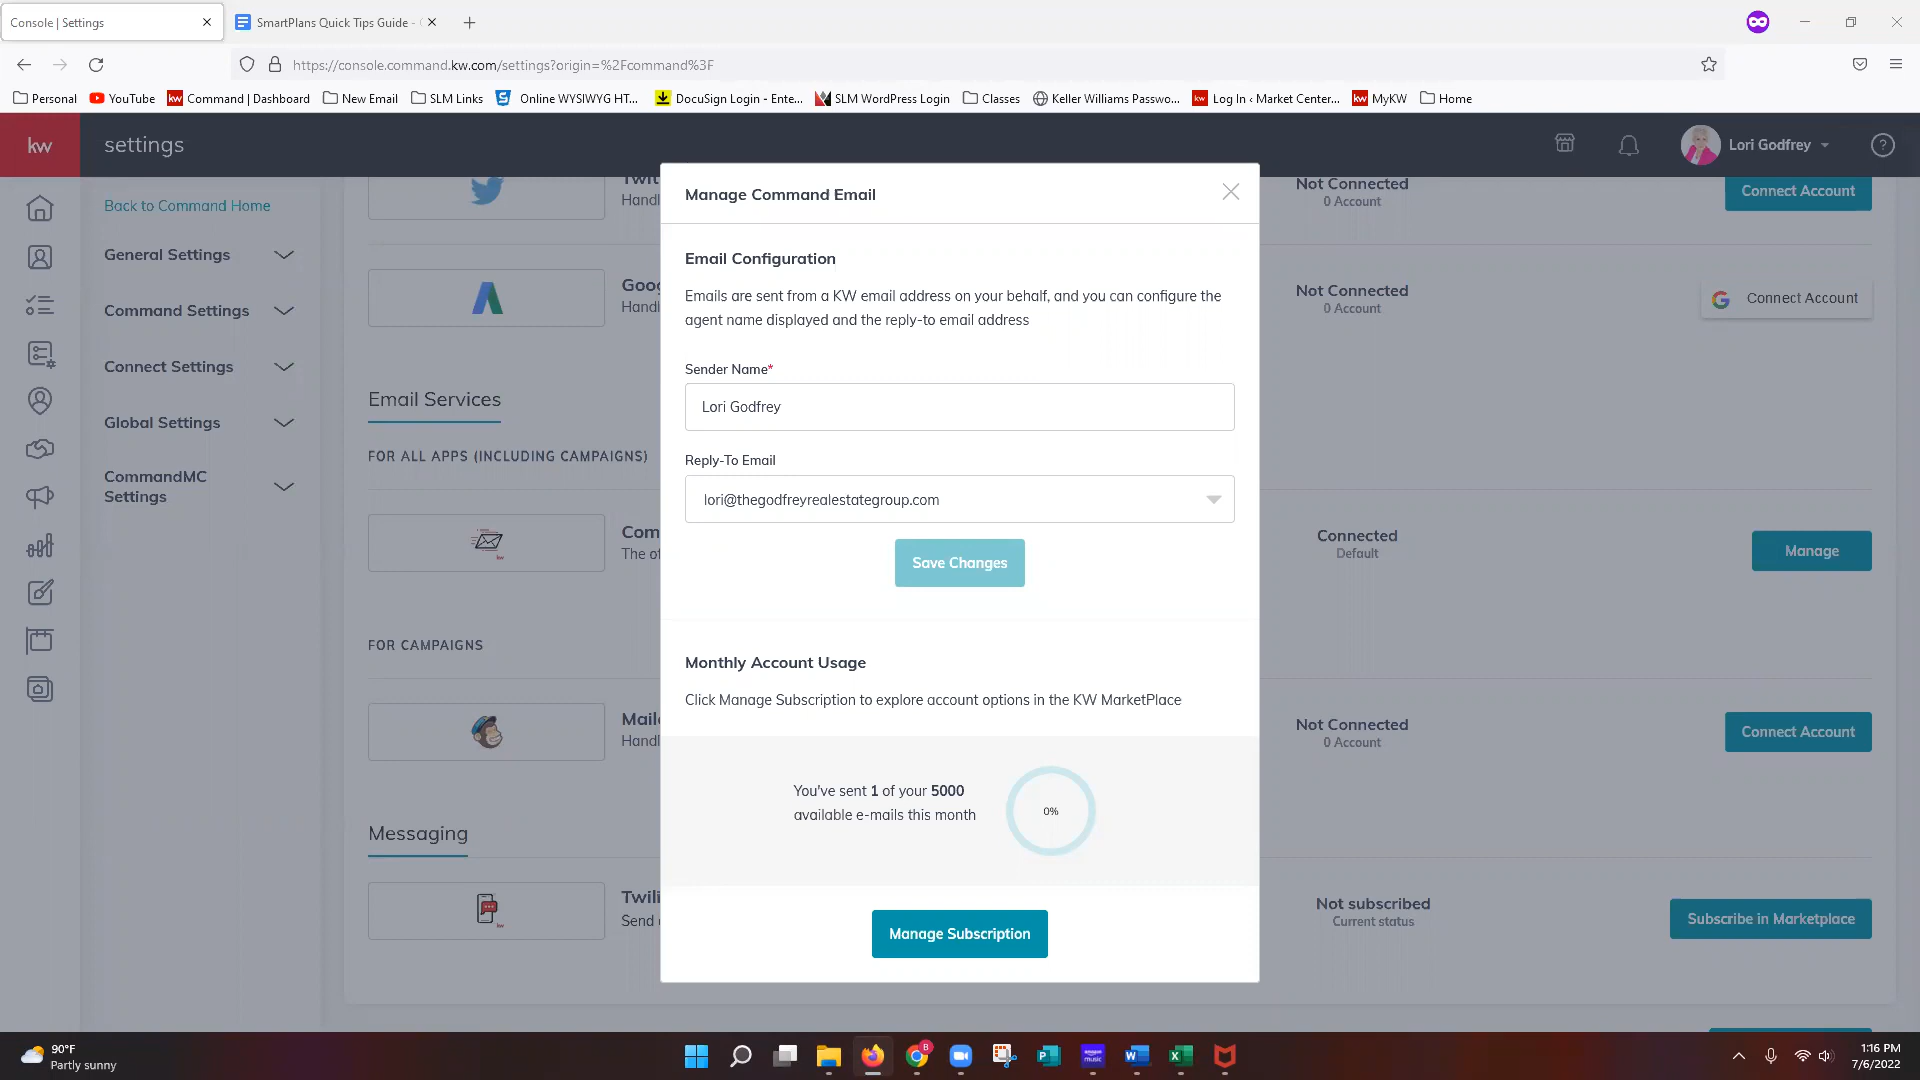 Console | Settings
SmartPlans Quick Tips Guide -
https://console.command.kw.com/settings?origin=%2Fcommand%3F
Personal
YouTube
kw
Command | Dashboard
New Email
SLM Links
Online WYSIWYG HT...
DocuSign Login - Ente...
SLM WordPress Login
Classes
Keller Williams Passwo...
kw
Log In ‹ Market Center...
kw
MyKW
Home
kw
settings
Lori Godfrey
?
Back to Command Home
General Settings
Command Settings
Connect Settings
Global Settings
CommandMC
Settings
Twit
Handl
Not Connected
0 Account
Connect Account
Goog
Handl
Not Connected
0 Account
Connect Account
Email Services
FOR ALL APPS (INCLUDING CAMPAIGNS)
Com
The of
Connected
Default
Manage
FOR CAMPAIGNS
Mailc
Handl
Not Connected
0 Account
Connect Account
Messaging
Twili
Send
Not subscribed
Current status
Subscribe in Marketplace
Manage Command Email
Email Configuration
Emails are sent from a KW email address on your behalf, and you can configure the
agent name displayed and the reply-to email address
Sender Name*
Lori Godfrey
Reply-To Email
lori@thegodfreyrealestategroup.com
Save Changes
Monthly Account Usage
Click Manage Subscription to explore account options in the KW MarketPlace
You've sent 1 of your 5000
available e-mails this month
0%
Manage Subscription
90°F
Partly sunny
1:16 PM
7/6/2022